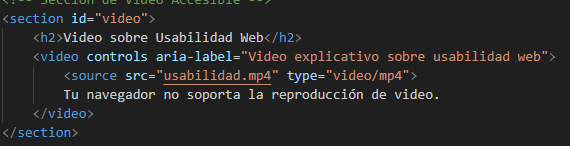 <!-- Sección de Video Accesible -->
<section id="video">
<h2>Video sobre Usabilidad Web</h2>
<video controls aria-label="Video explicativo sobre usabilidad web">
<source src="usabilidad.mp4" type="video/mp4">
Tu navegador no soporta la reproducción de video.
</video>
</section>